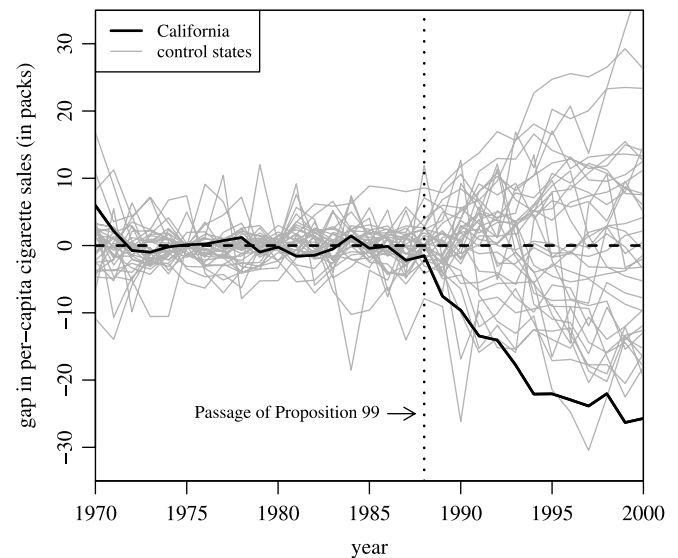 California
control states
gap in per−capita cigarette sales (in packs)
30
20
10
0
−10
−20
−30
Passage of Proposition 99
1970 1975 1980 1985 1990 1995 2000
year